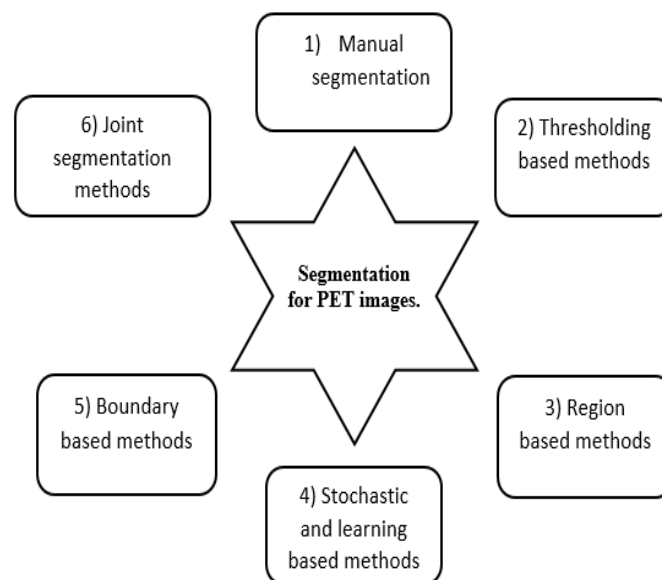 1) Manual
segmentation
2) Thresholding
based methods
3) Region
based methods
4) Stochastic
and learning
based methods
5) Boundary
based methods
6) Joint
segmentation
methods
Segmentation
for PET images.